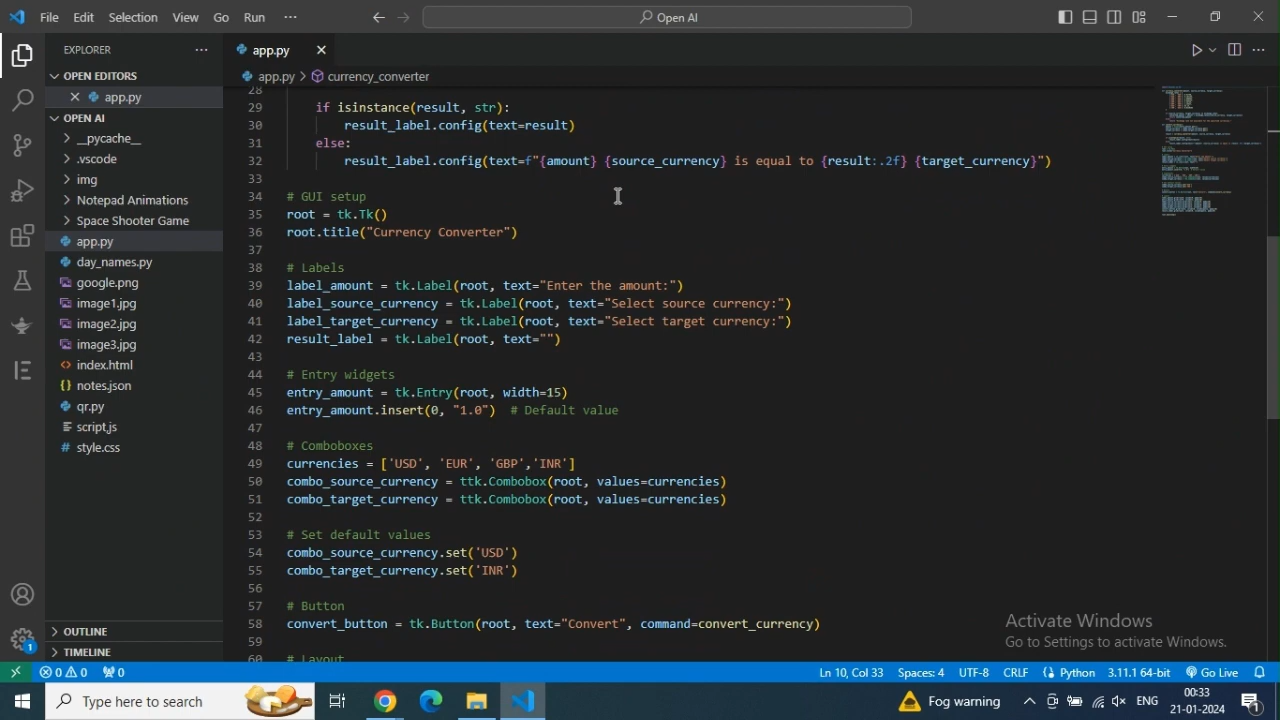 File Edit Selection View Go Run ··· Open AI
EXPLORER ···
OPEN EDITORS
app.py
OPEN AI
__pycache__
.vscode
img
Notepad Animations
Space Shooter Game
app.py
day_names.py
google.png
image1.jpg
image2.jpg
image3.jpg
index.html
notes.json
qr.py
script.js
style.css
OUTLINE
TIMELINE
app.py
app.py > currency_converter
28
29 if isinstance(result, str):
30 result_label.config(text=result)
31 else:
32 result_label.config(text=f"{amount} {source_currency} is equal to {result:.2f} {target_currency}")
33
34 # GUI setup
35 root = tk.Tk()
36 root.title("Currency Converter")
37
38 # Labels
39 label_amount = tk.Label(root, text="Enter the amount:")
40 label_source_currency = tk.Label(root, text="Select source currency:")
41 label_target_currency = tk.Label(root, text="Select target currency:")
42 result_label = tk.Label(root, text="")
43
44 # Entry widgets
45 entry_amount = tk.Entry(root, width=15)
46 entry_amount.insert(0, "1.0") # Default value
47
48 # Comboboxes
49 currencies = ['USD', 'EUR', 'GBP','INR']
50 combo_source_currency = ttk.Combobox(root, values=currencies)
51 combo_target_currency = ttk.Combobox(root, values=currencies)
52
53 # Set default values
54 combo_source_currency.set('USD')
55 combo_target_currency.set('INR')
56
57 # Button
58 convert_button = tk.Button(root, text="Convert", command=convert_currency)
59
60 # Layout
Activate Windows
Go to Settings to activate Windows.
0 0 0 Ln 10, Col 33 Spaces: 4 UTF-8 CRLF Python 3.11.1 64-bit Go Live
1
Type here to search Fog warning ENG 00:33
21-01-2024 1